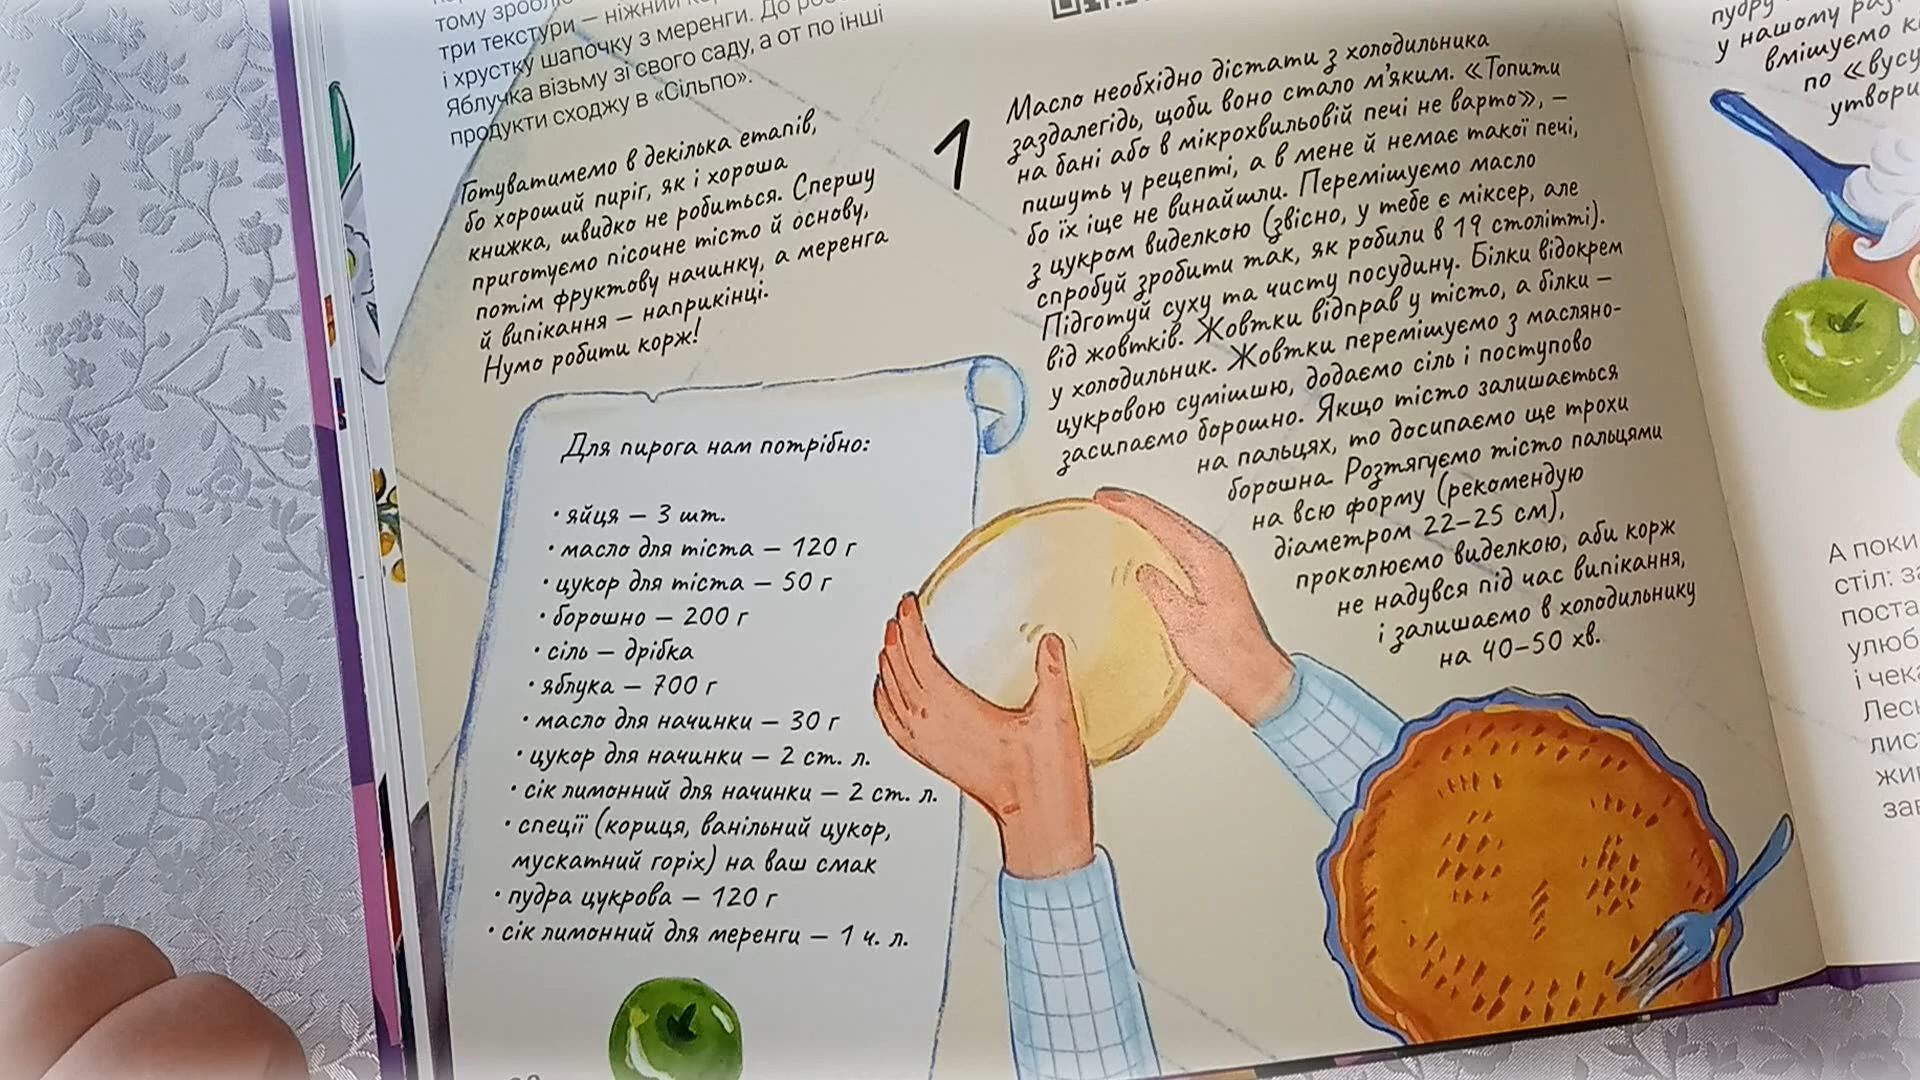 тому
три текстури — ніжний
і хрустку шапочку з меренги. До
Яблучка візьму зі свого саду, а от по інші
продукти сходжу в «Сільпо».
Готуватимемо в декілька етапів,
бо хороший пиріг, як і хороша
книжка, швидко не робиться. Спершу
приготуємо пісочне тісто й основу,
потім фруктову начинку, а меренга
й випікання — наприкінці.
Нумо робити корж!
Для пирога нам потрібно:
• яйця — 3 шт.
• масло для тіста — 120 г
• цукор для тіста — 50 г
• борошно — 200 г
• сіль — дрібка
• яблука — 700 г
• масло для начинки — 30 г
• цукор для начинки — 2 ст. л.
• сік лимонний для начинки — 2 ст. л.
• спеції (кориця, ванільний цукор,
мускатний горіх) на ваш смак
• пудра цукрова — 120 г
• сік лимонний для меренги — 1 ч. л.
1
Масло необхідно дістати з холодильника
заздалегідь, щоби воно стало м'яким. «Топити
на бані або в мікрохвильовій печі не варто», —
пишуть у рецепті, а в мене й немає такої печі,
бо їх іще не винайшли. Перемішуємо масло
з цукром виделкою (звісно, у тебе є міксер, але
спробуй зробити так, як робили в 19 столітті).
Підготуй суху та чисту посудину. Білки відокрем
від жовтків. Жовтки відправ у тісто, а білки —
у холодильник. Жовтки перемішуємо з масляно-
цукровою сумішшю, додаємо сіль і поступово
засипаємо борошно. Якщо тісто залишається
на пальцях, то досипаємо ще трохи
борошна. Розтягуємо тісто пальцями
на всю форму (рекомендую
діаметром 22–25 см),
проколюємо виделкою, аби корж
не надувся під час випікання,
і залишаємо в холодильнику
на 40–50 хв.
пудру
у нашому
вмішуємо
по
А поки
стіл: